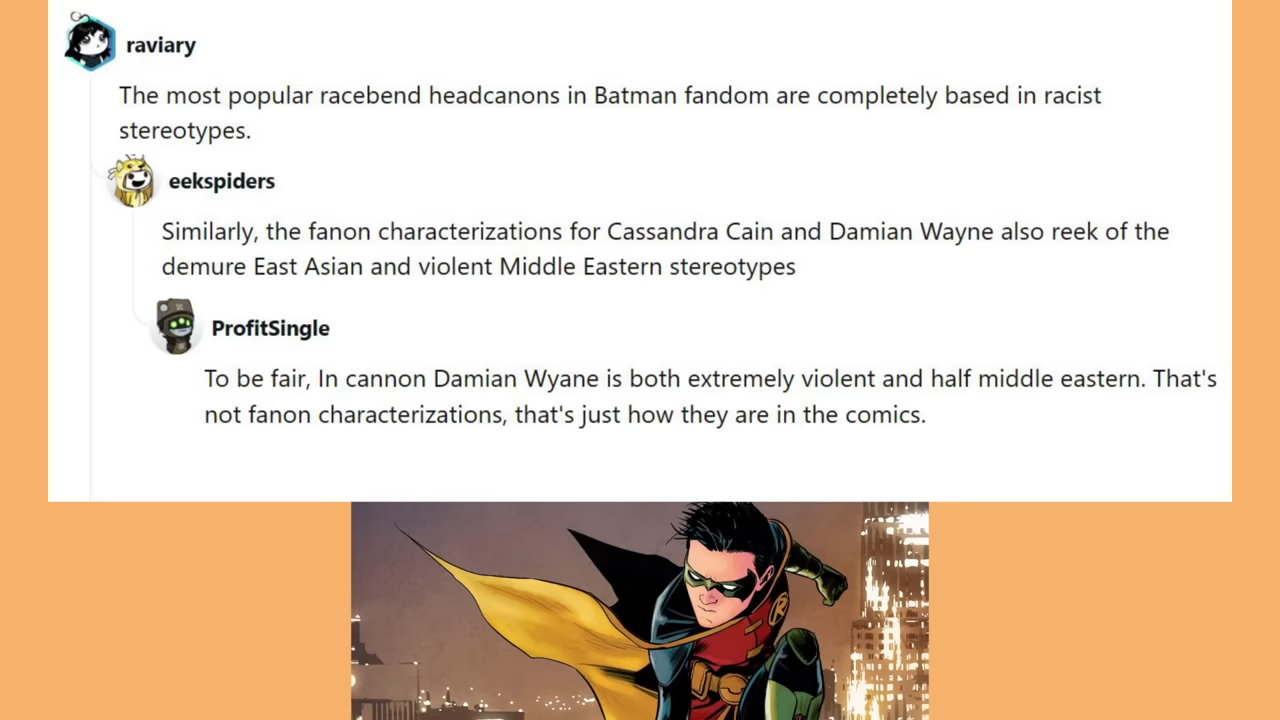 raviary
The most popular racebend headcanons in Batman fandom are completely based in racist
stereotypes.
eekspiders
Similarly, the fanon characterizations for Cassandra Cain and Damian Wayne also reek of the
demure East Asian and violent Middle Eastern stereotypes
ProfitSingle
To be fair, In cannon Damian Wyane is both extremely violent and half middle eastern. That's
not fanon characterizations, that's just how they are in the comics.
R